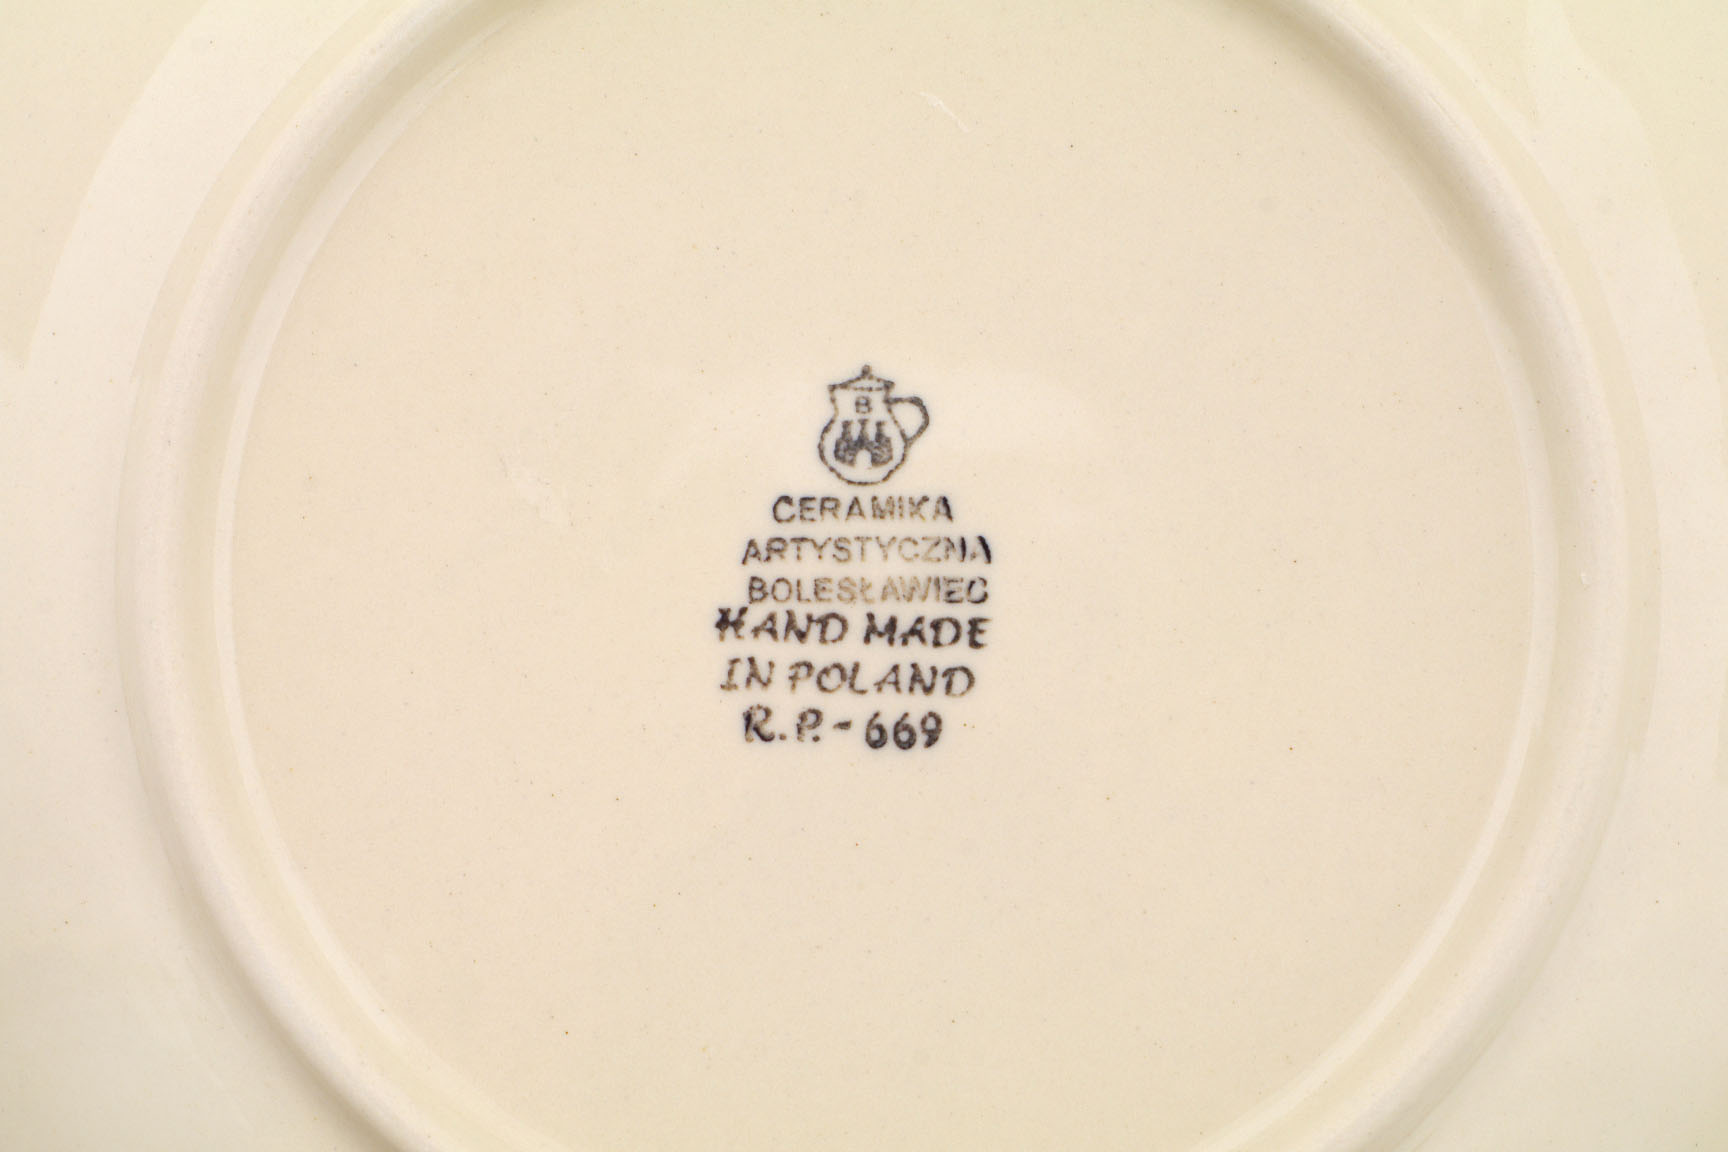 B
CERAMIKA
ARTYSTYCZNA
BOLESŁAWIEC
HAND MADE
IN POLAND
R.P.-669